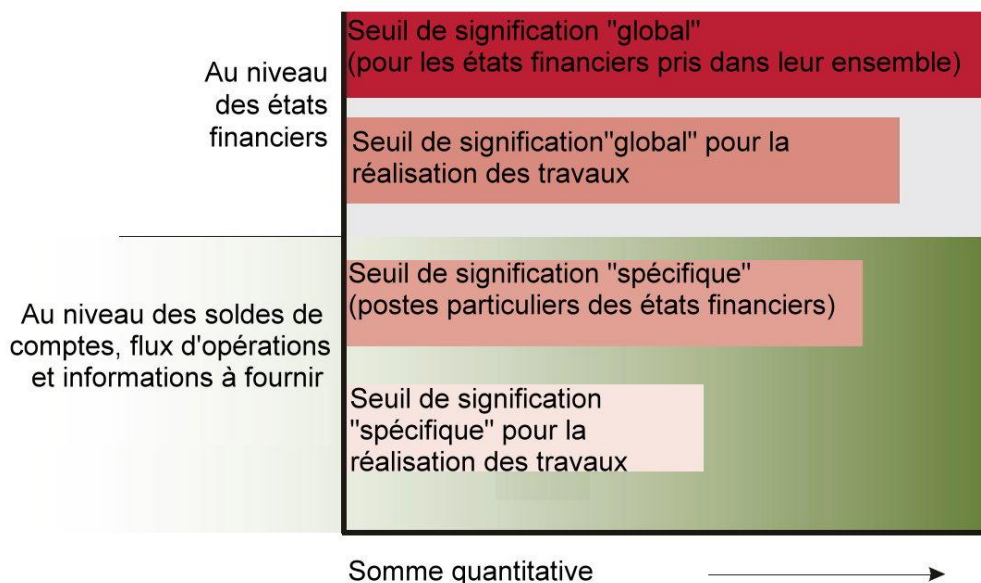 Au niveau
des états
financiers
Seuil de signification "global"
(pour les états financiers pris dans leur ensemble)
Seuil de signification"global" pour la
réalisation des travaux
Au niveau des soldes de
comptes, flux d'opérations
et informations à fournir
Seuil de signification "spécifique"
(postes particuliers des états financiers)
Seuil de signification
"spécifique" pour la
réalisation des travaux
Somme quantitative